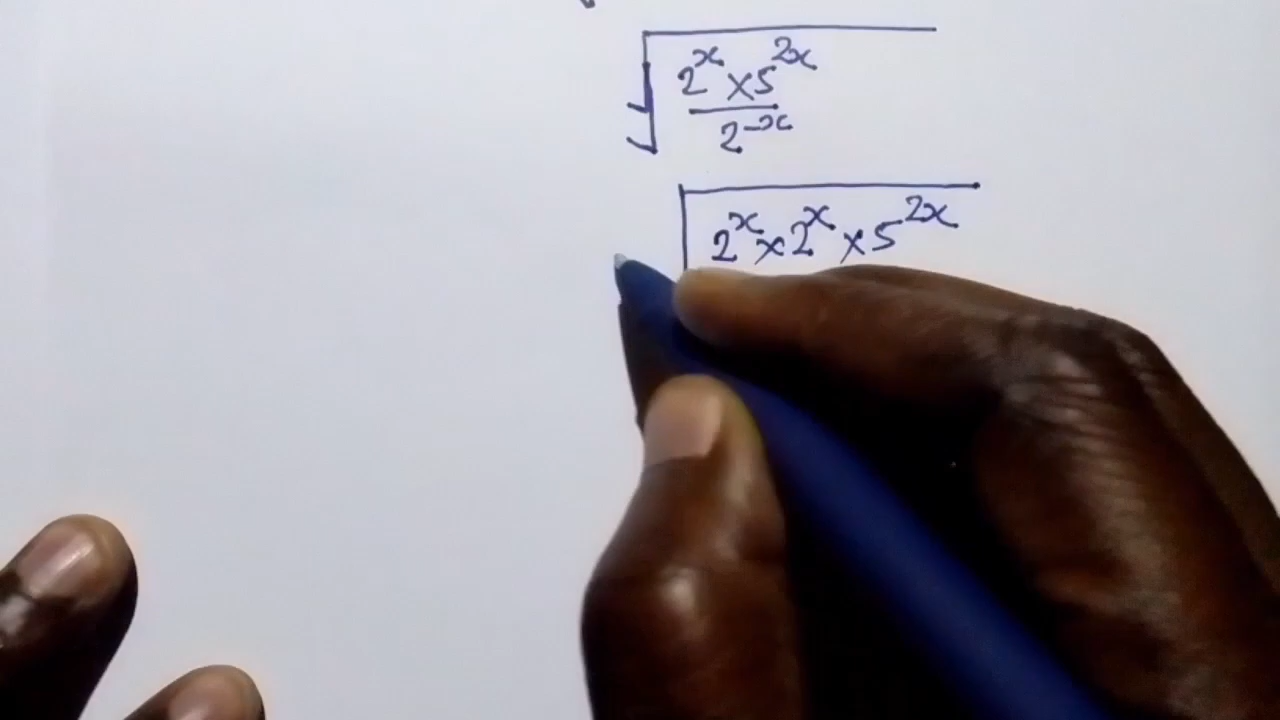 √(2^x × 5^2x / 2^-x)
√(2^x × 2^x × 5^2x)